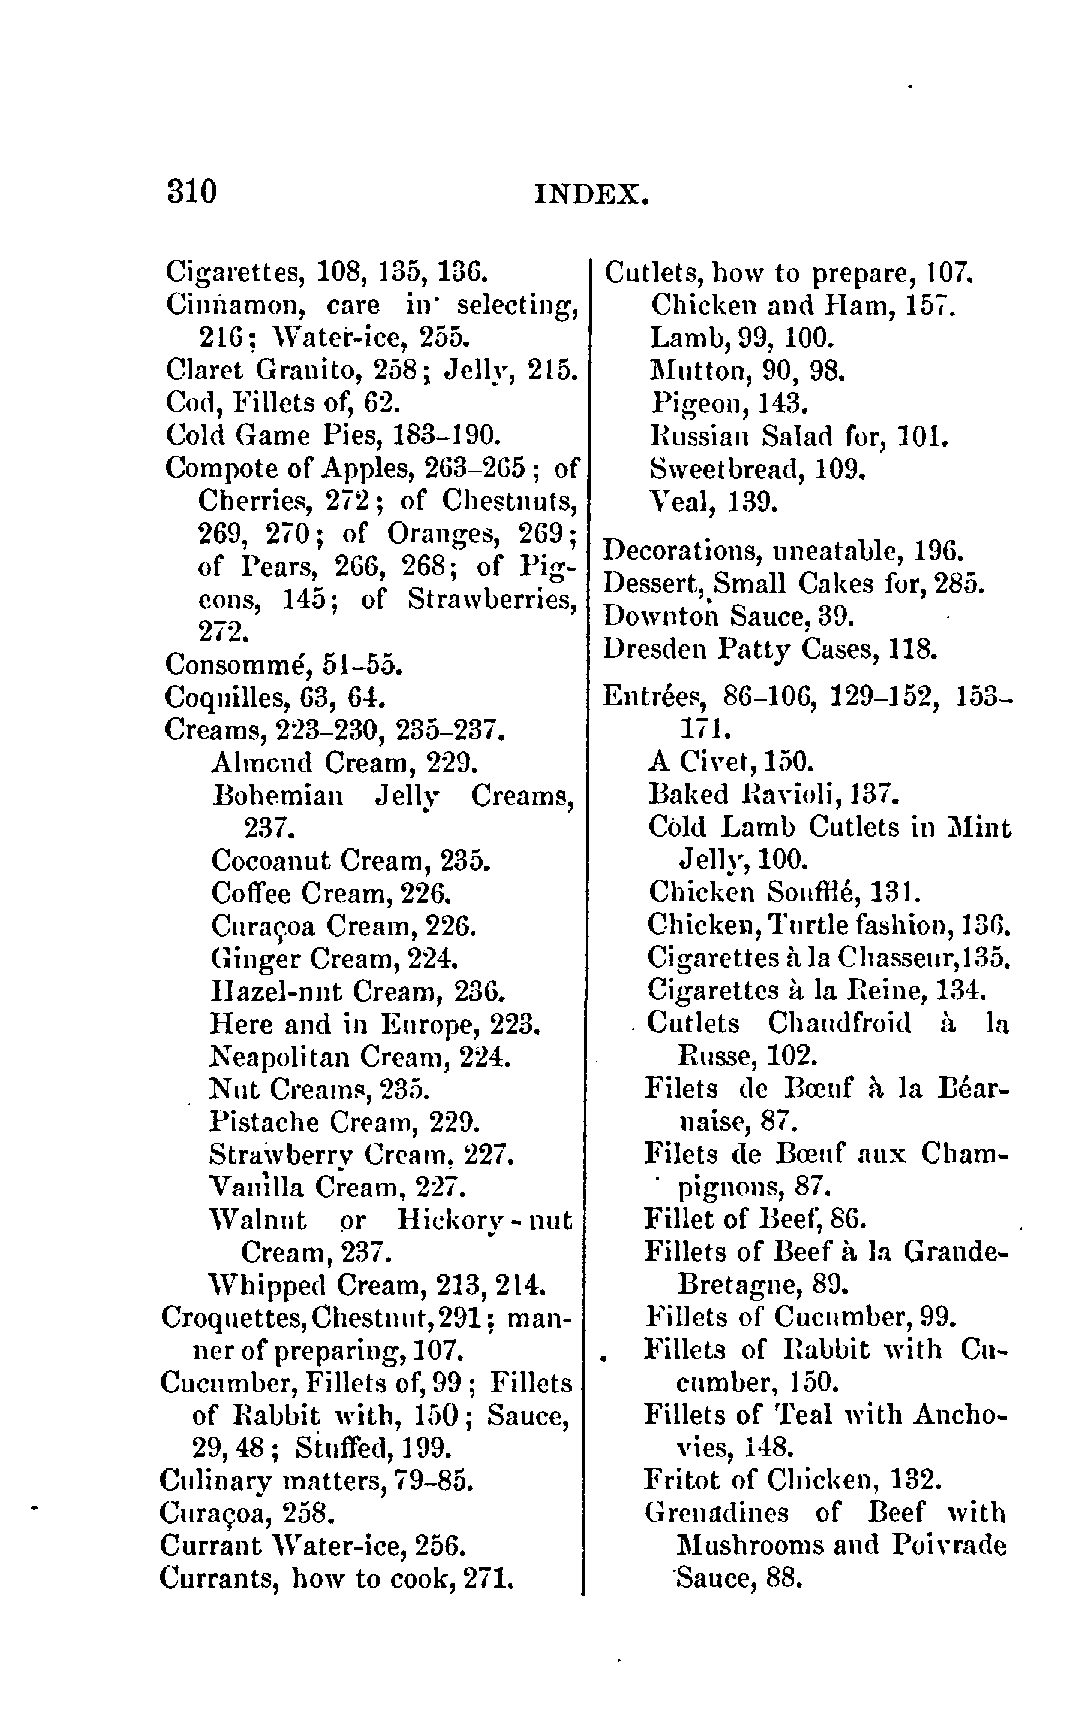 310 INDEX.
Cigarettes, 108, 135, 136.
Cinnamon, care in selecting,
216; Water-ice, 255.
Claret Granito, 258; Jelly, 215.
Cod, Fillets of, 62.
Cold Game Pies, 183–190.
Compote of Apples, 263–265; of
Cherries, 272; of Chestnuts,
269, 270; of Oranges, 269;
of Pears, 266, 268; of Pig-
eons, 145; of Strawberries,
272.
Consommé, 51–55.
Coquilles, 63, 64.
Creams, 223–230, 235–237.
Almond Cream, 229.
Bohemian Jelly Creams,
237.
Cocoanut Cream, 235.
Coffee Cream, 226.
Curaçoa Cream, 226.
Ginger Cream, 224.
Hazel-nut Cream, 236.
Here and in Europe, 223.
Neapolitan Cream, 224.
Nut Creams, 235.
Pistache Cream, 229.
Strawberry Cream, 227.
Vanilla Cream, 227.
Walnut or Hickory-nut
Cream, 237.
Whipped Cream, 213, 214.
Croquettes, Chestnut, 291; man-
ner of preparing, 107.
Cucumber, Fillets of, 99; Fillets
of Rabbit with, 150; Sauce,
29, 48; Stuffed, 199.
Culinary matters, 79–85.
Curaçoa, 258.
Currant Water-ice, 256.
Currants, how to cook, 271.
Cutlets, how to prepare, 107.
Chicken and Ham, 157.
Lamb, 99, 100.
Mutton, 90, 98.
Pigeon, 143.
Russian Salad for, 101.
Sweetbread, 109.
Veal, 139.
Decorations, uneatable, 196.
Dessert, Small Cakes for, 285.
Downton Sauce, 39.
Dresden Patty Cases, 118.
Entrées, 86–106, 129–152, 153–
171.
A Civet, 150.
Baked Ravioli, 137.
Cold Lamb Cutlets in Mint
Jelly, 100.
Chicken Soufflé, 131.
Chicken, Turtle fashion, 136.
Cigarettes à la Chasseur, 135.
Cigarettes à la Reine, 134.
Cutlets Chaudfroid à la
Russe, 102.
Filets de Bœuf à la Béar-
naise, 87.
Filets de Bœuf aux Cham-
pignons, 87.
Fillet of Beef, 86.
Fillets of Beef à la Grande-
Bretagne, 89.
Fillets of Cucumber, 99.
Fillets of Rabbit with Cu-
cumber, 150.
Fillets of Teal with Ancho-
vies, 148.
Fritot of Chicken, 132.
Grenadines of Beef with
Mushrooms and Poivrade
Sauce, 88.